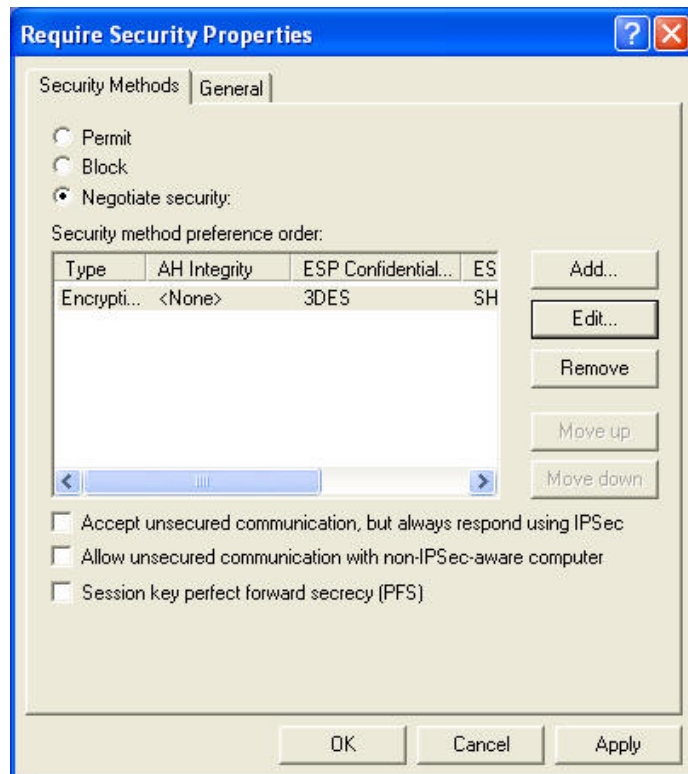 Require Security Properties
Security Methods General
Permit
Block
Negotiate security:
Security method preference order:
Type AH Integrity ESP Confidential... ES
Encrypti... <None> 3DES SH
Add...
Edit...
Remove
Move up
Move down
Accept unsecured communication, but always respond using IPSec
Allow unsecured communication with non-IPSec-aware computer
Session key perfect forward secrecy (PFS)
OK Cancel Apply